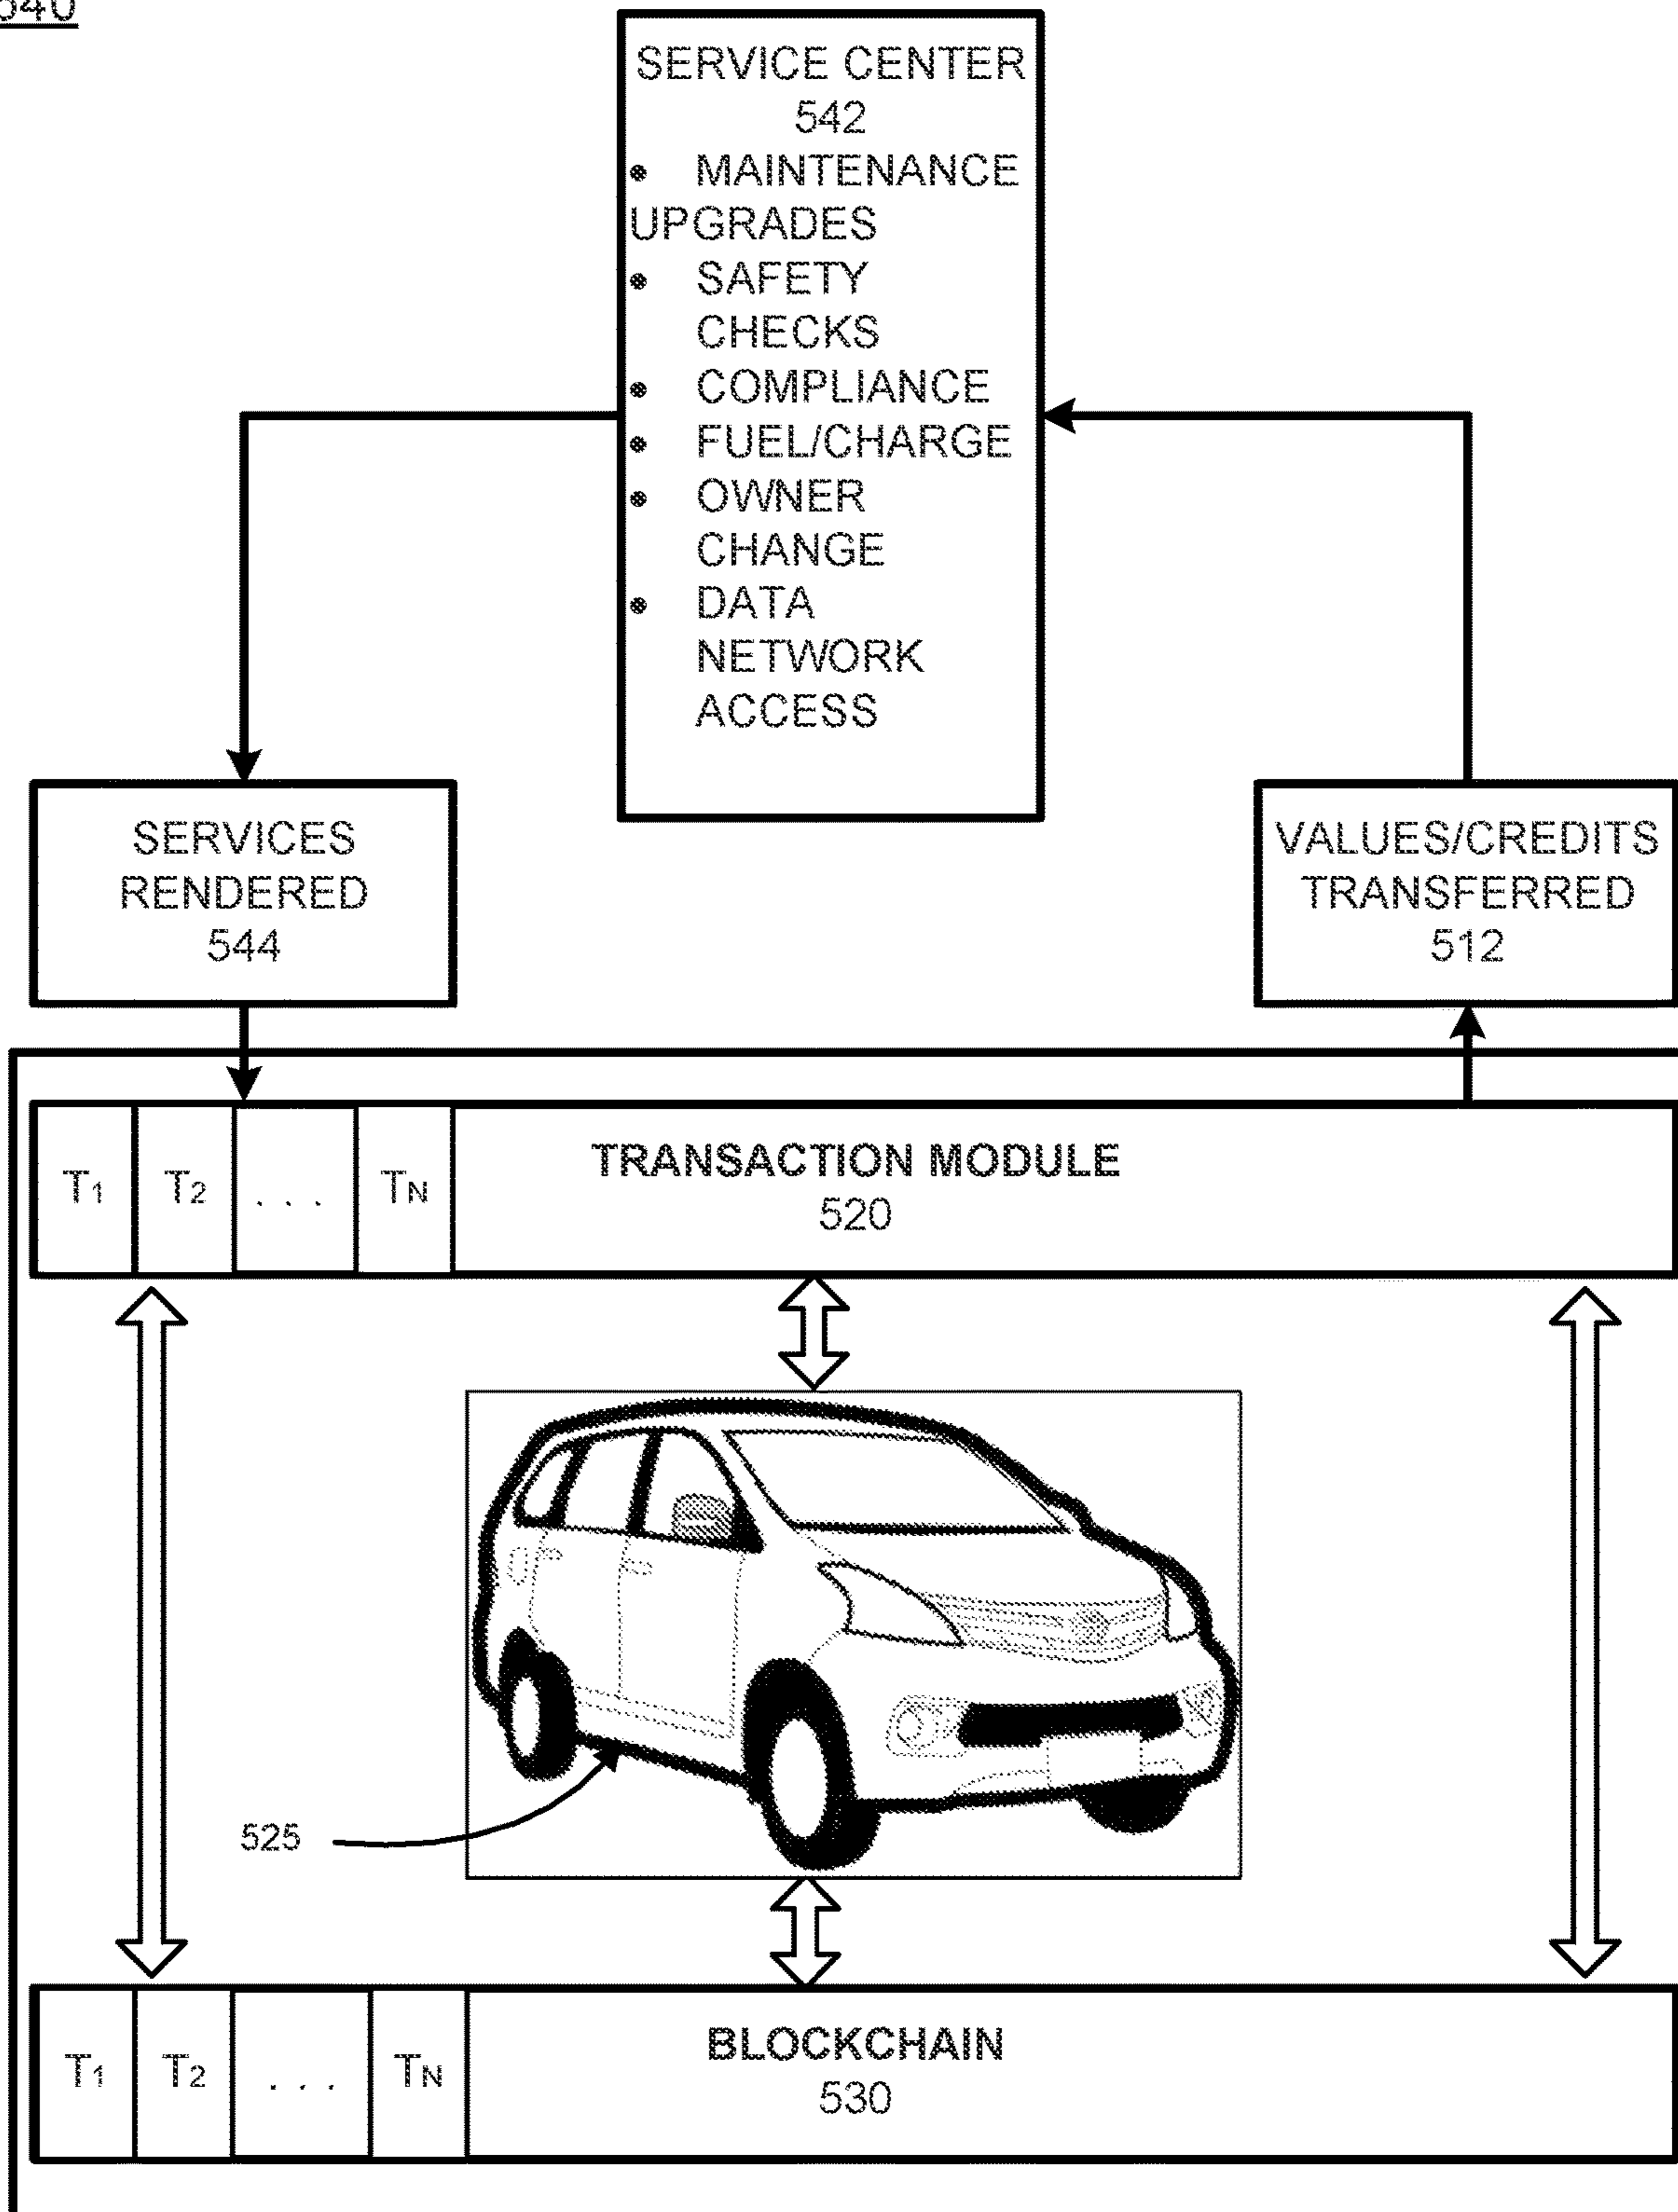 540
SERVICE CENTER
542
• MAINTENANCE
UPGRADES
• SAFETY
CHECKS
• COMPLIANCE
• FUEL/CHARGE
• OWNER
CHANGE
• DATA
NETWORK
ACCESS
SERVICES
RENDERED
544
VALUES/CREDITS
TRANSFERRED
512
T1 T2 . . . TN
TRANSACTION MODULE
520
525
T1 T2 . . . TN
BLOCKCHAIN
530